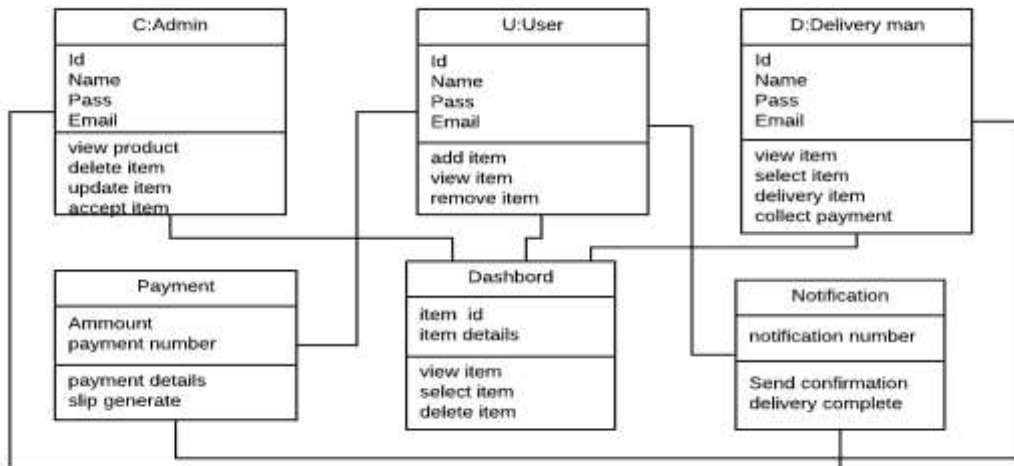 C:Admin
Id
Name
Pass
Email
view product
delete item
update item
accept item
U:User
Id
Name
Pass
Email
add item
view item
remove item
D:Delivery man
Id
Name
Pass
Email
view item
select item
delivery item
collect payment
Payment
Ammount
payment number
payment details
slip generate
Dashbord
item id
item details
view item
select item
delete item
Notification
notification number
Send confirmation
delivery complete